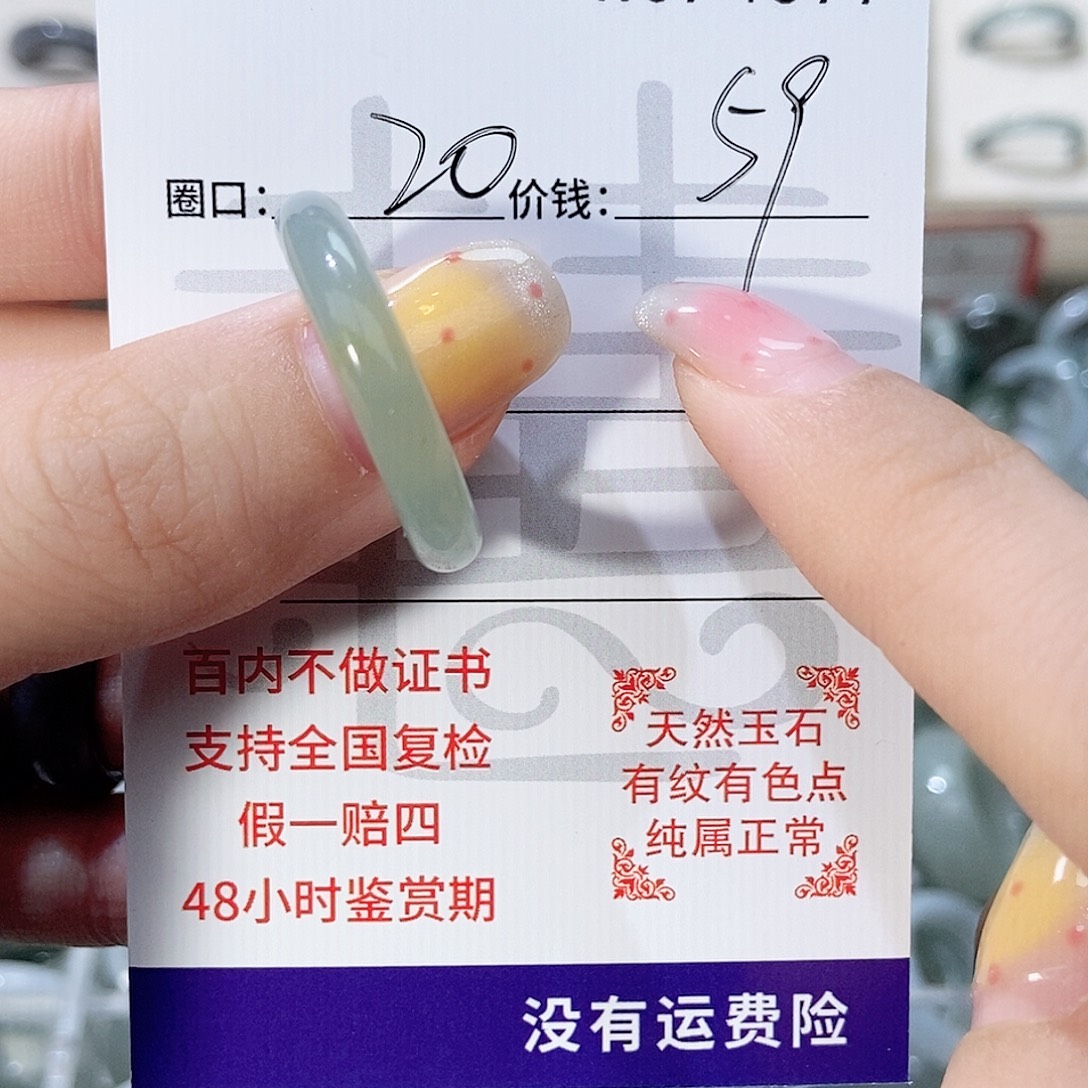 圈口: 20 价钱: 59
百内不做证书
支持全国复检
假一赔四
48小时鉴赏期
天然玉石
有纹有色点
纯属正常
没有运费险